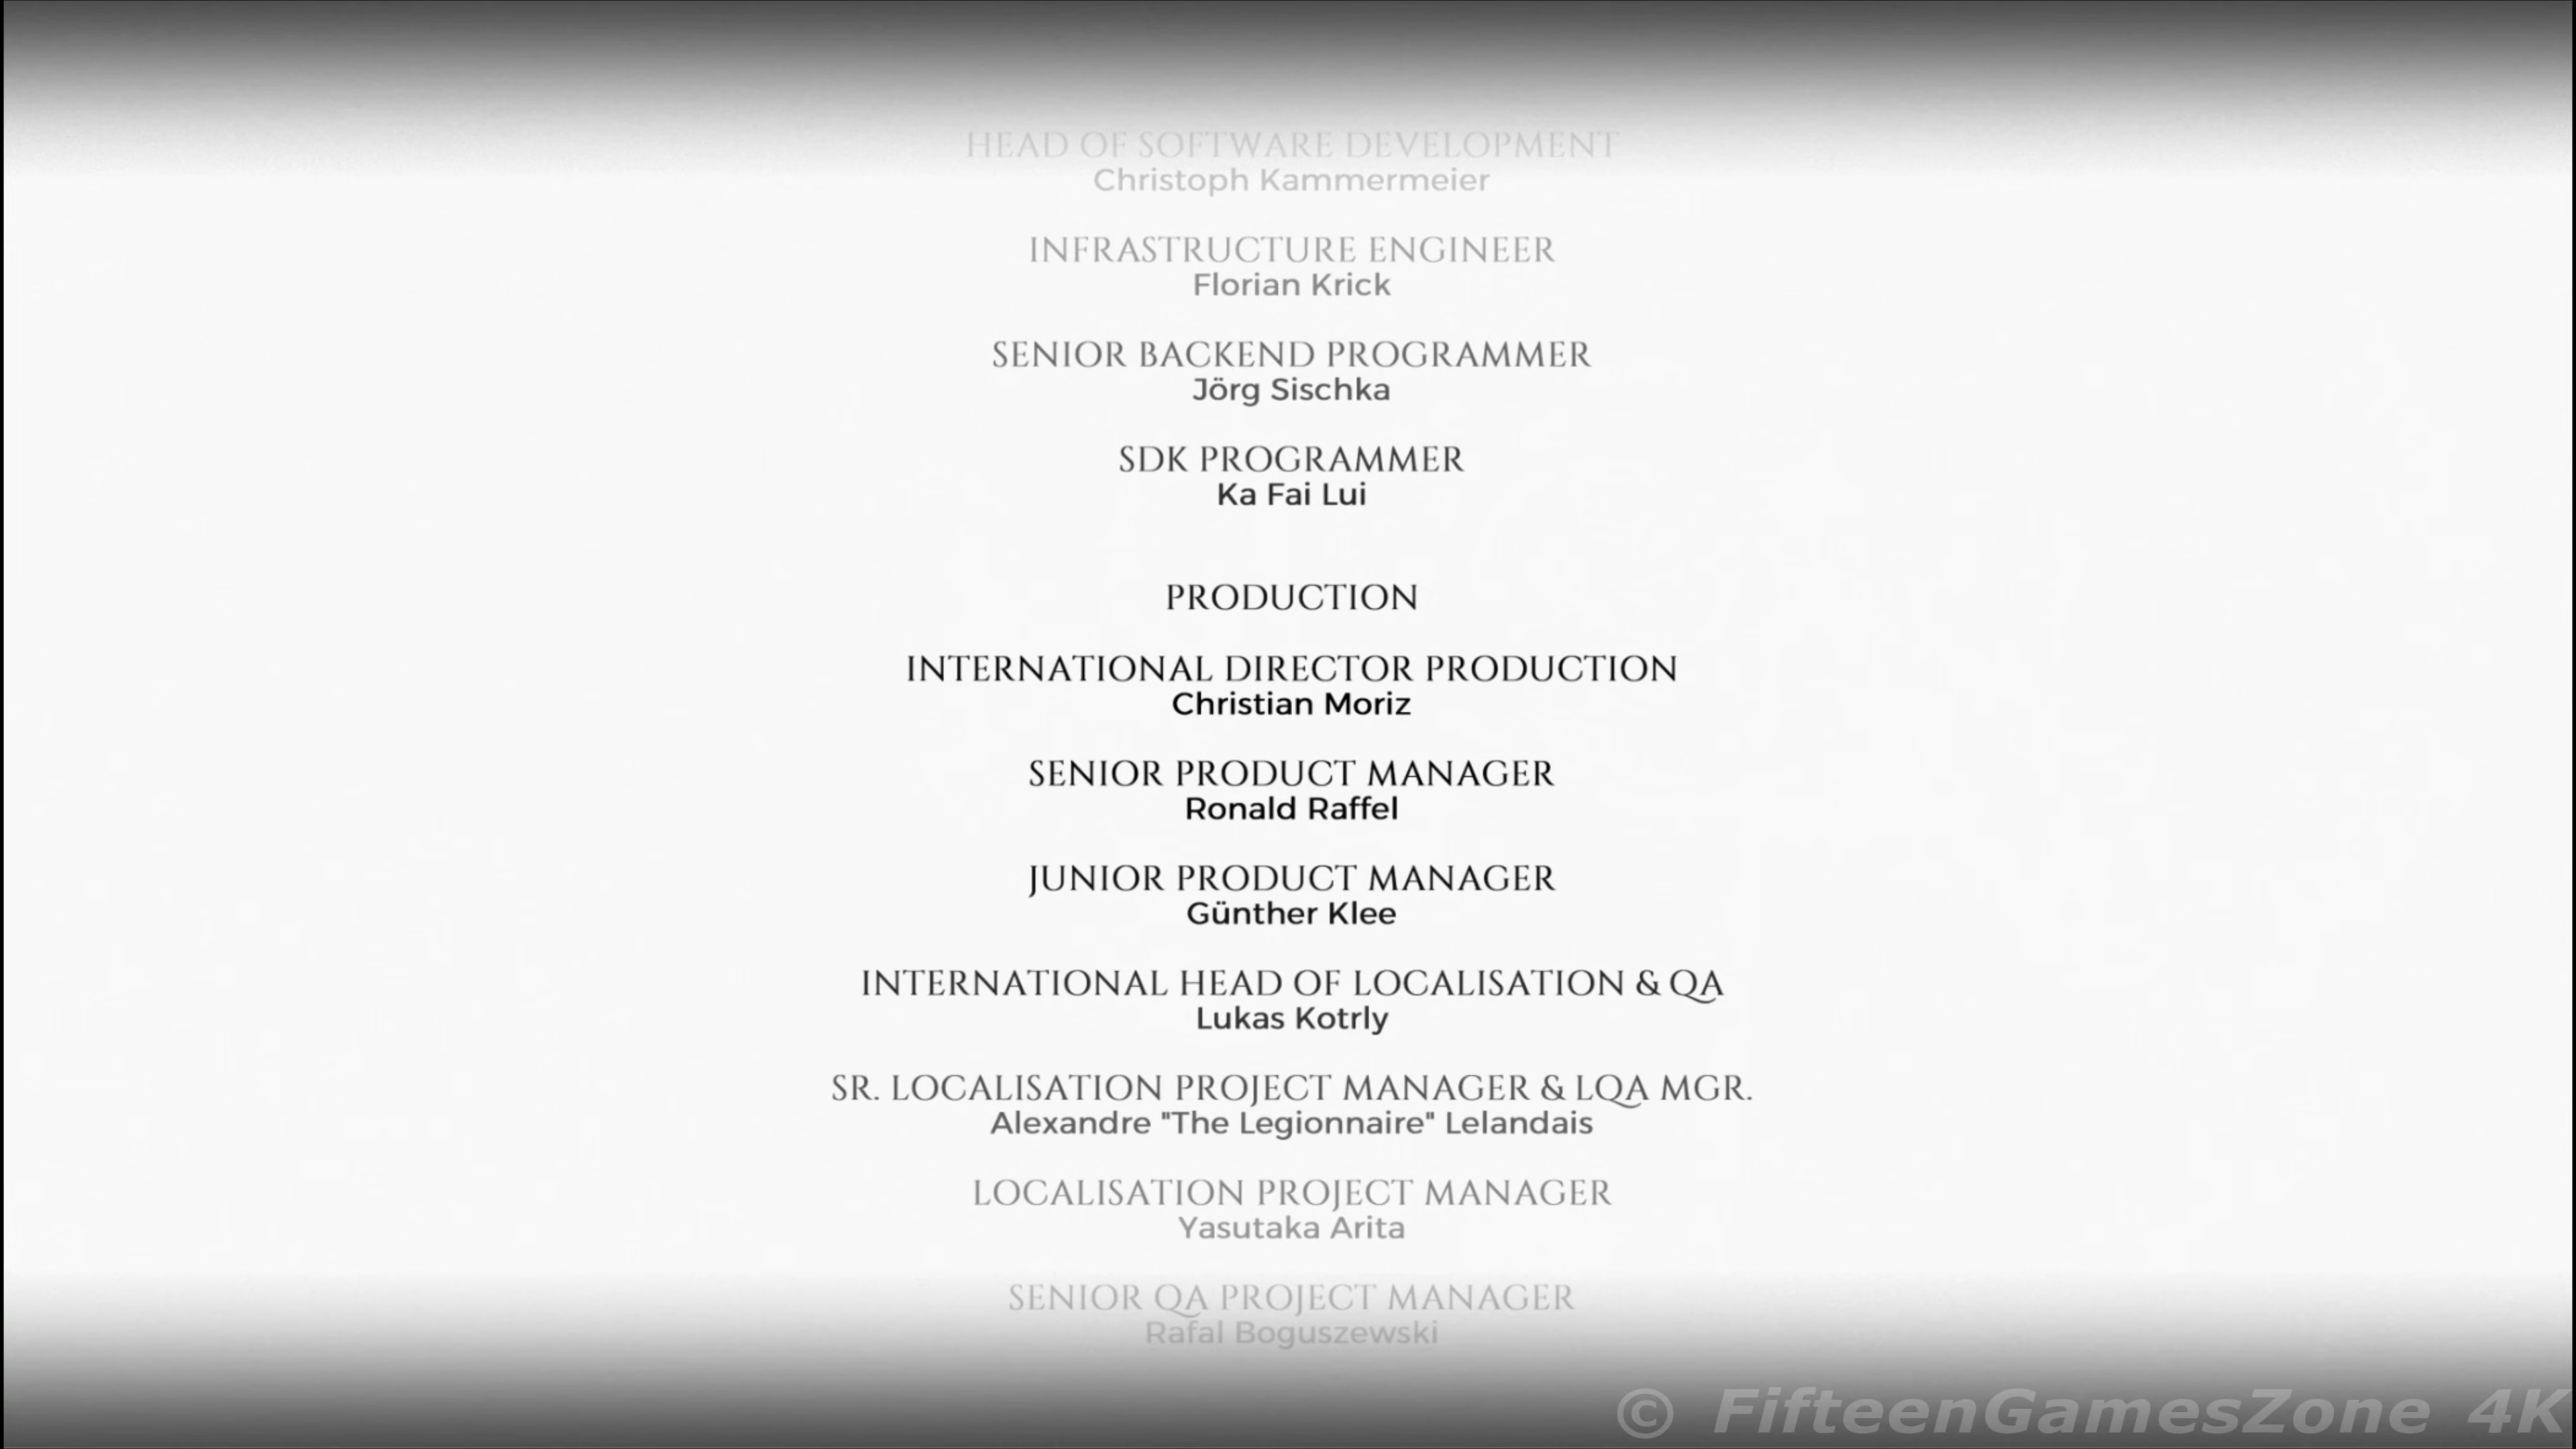 HEAD OF SOFTWARE DEVELOPMENT
Christoph Kammermeier
INFRASTRUCTURE ENGINEER
Florian Krick
SENIOR BACKEND PROGRAMMER
Jörg Sischka
SDK PROGRAMMER
Ka Fai Lui
PRODUCTION
INTERNATIONAL DIRECTOR PRODUCTION
Christian Moriz
SENIOR PRODUCT MANAGER
Ronald Raffel
JUNIOR PRODUCT MANAGER
Günther Klee
INTERNATIONAL HEAD OF LOCALISATION & QA
Lukas Kotrly
SR. LOCALISATION PROJECT MANAGER & LQA MGR.
Alexandre "The Legionnaire" Lelandais
LOCALISATION PROJECT MANAGER
Yasutaka Arita
SENIOR QA PROJECT MANAGER
Rafal Boguszewski
© FifteenGamesZone 4K